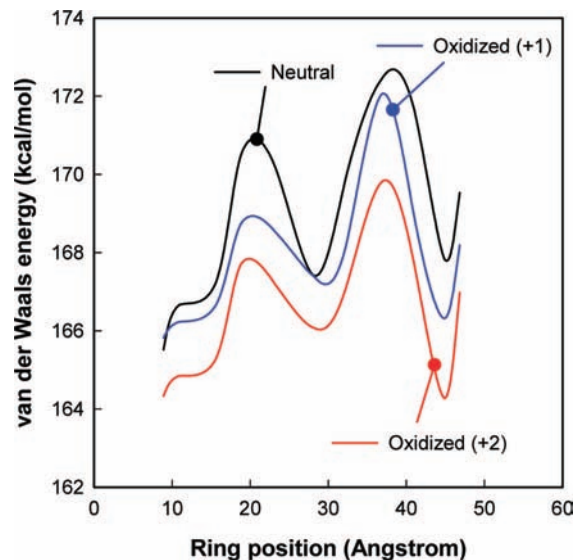 174
172
170
168
166
164
162
van der Waals energy (kcal/mol)
Oxidized (+1)
Neutral
Oxidized (+2)
0
10
20
30
40
50
60
Ring position (Angstrom)